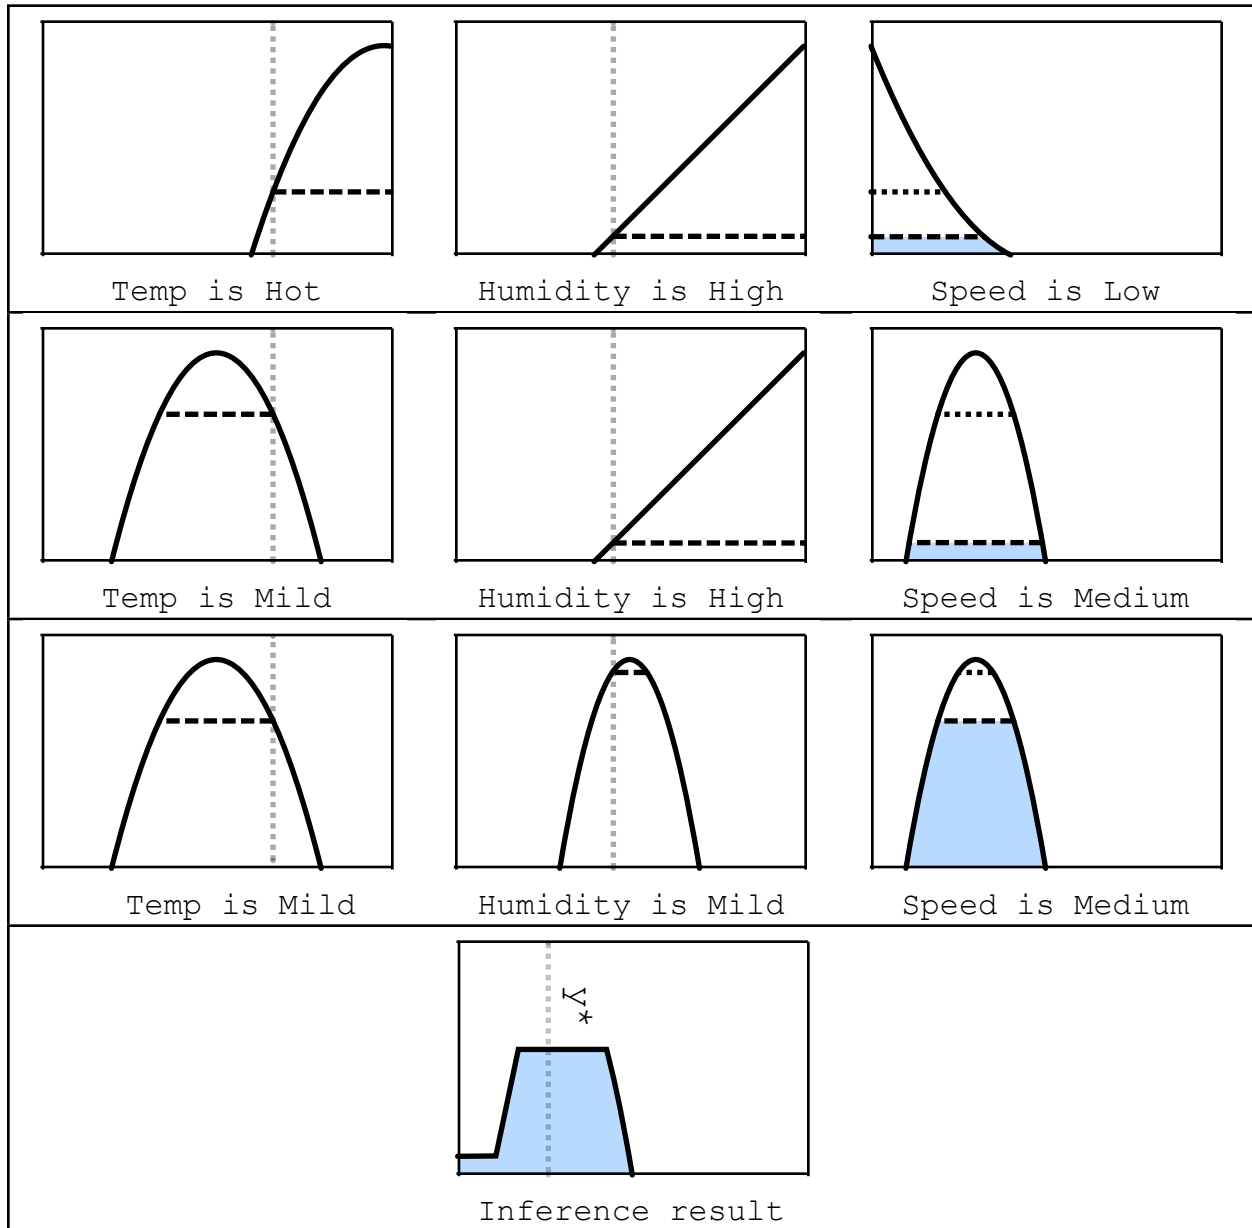 Temp is Hot
Humidity is High
Speed is Low
Temp is Mild
Humidity is High
Speed is Medium
Temp is Mild
Humidity is Mild
Speed is Medium
y*
Inference result